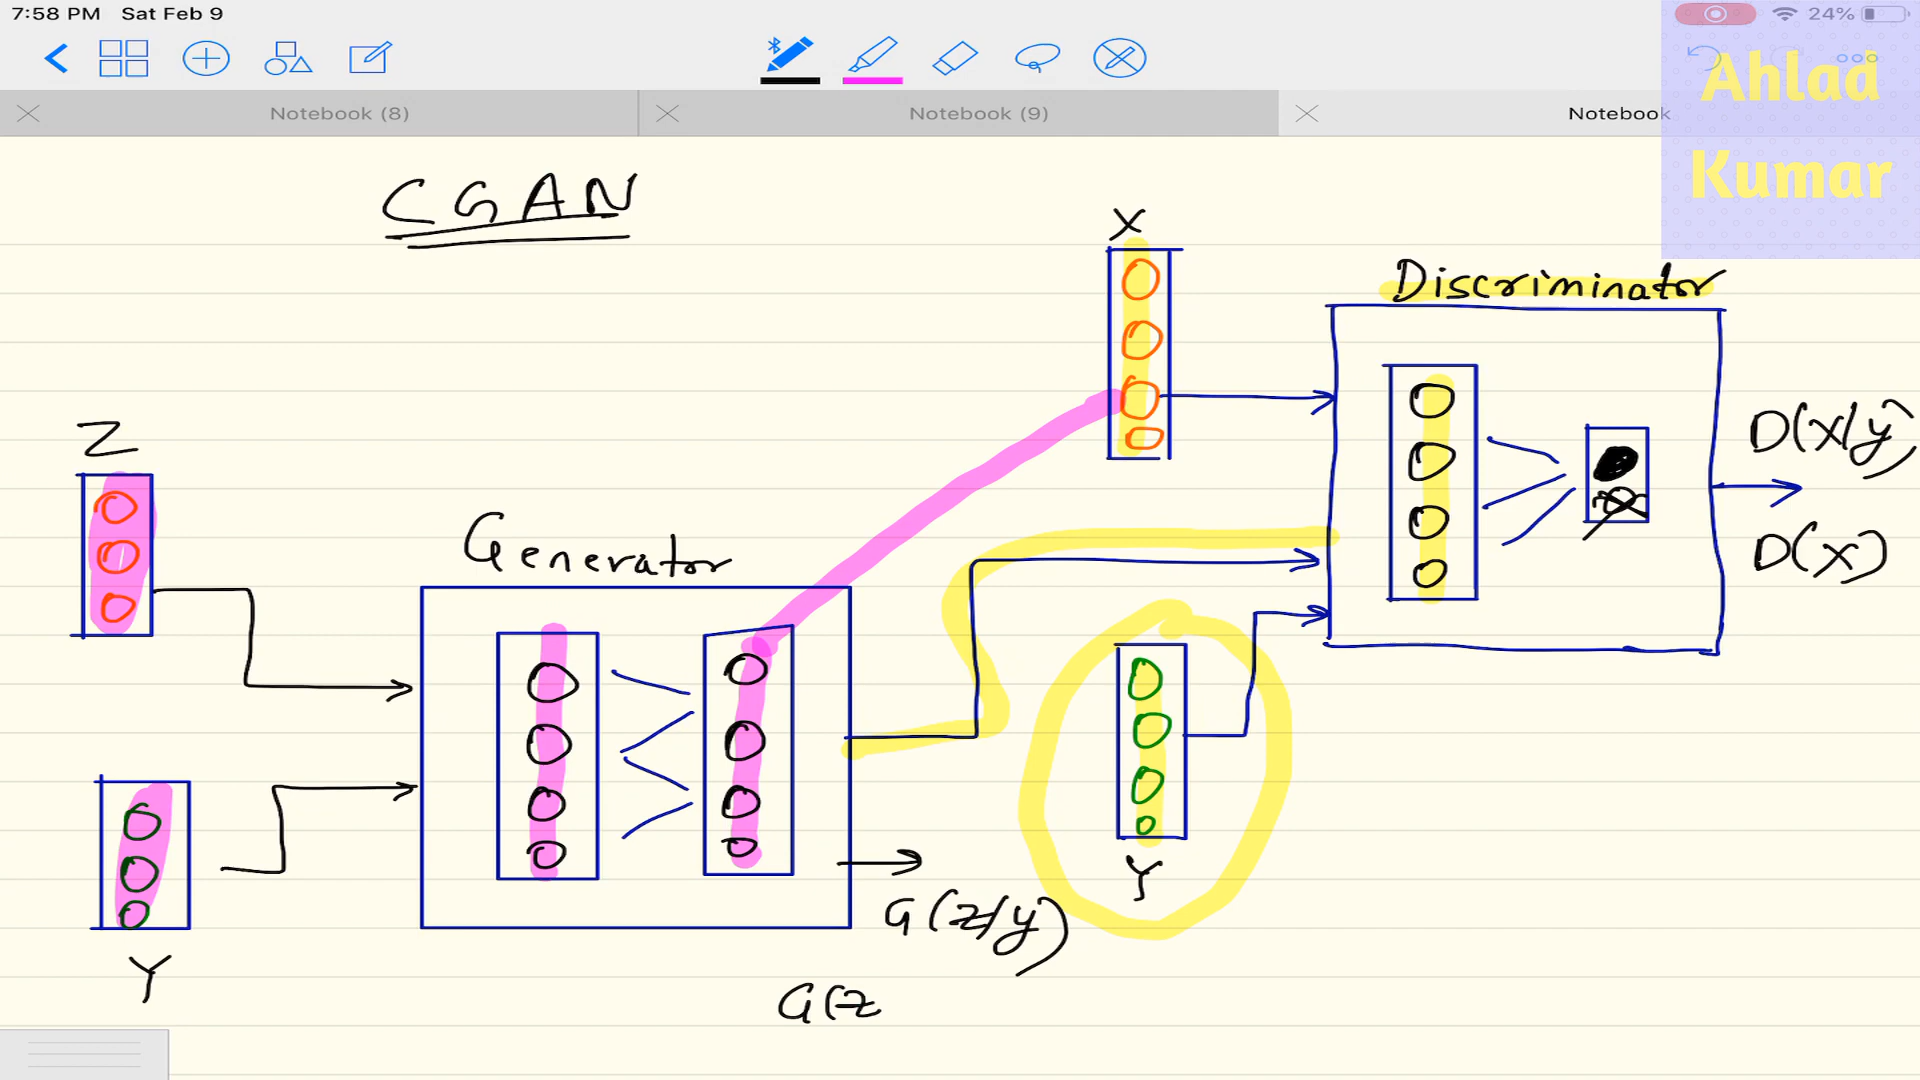 7:58 PM Sat Feb 9
24%
Notebook (8)
Notebook (9)
Notebook
Ahlad
Kumar
CGAN
X
Discriminator
Z
D(X/y)
Generator
D(X)
Y
G(z/y)
Y
G(z